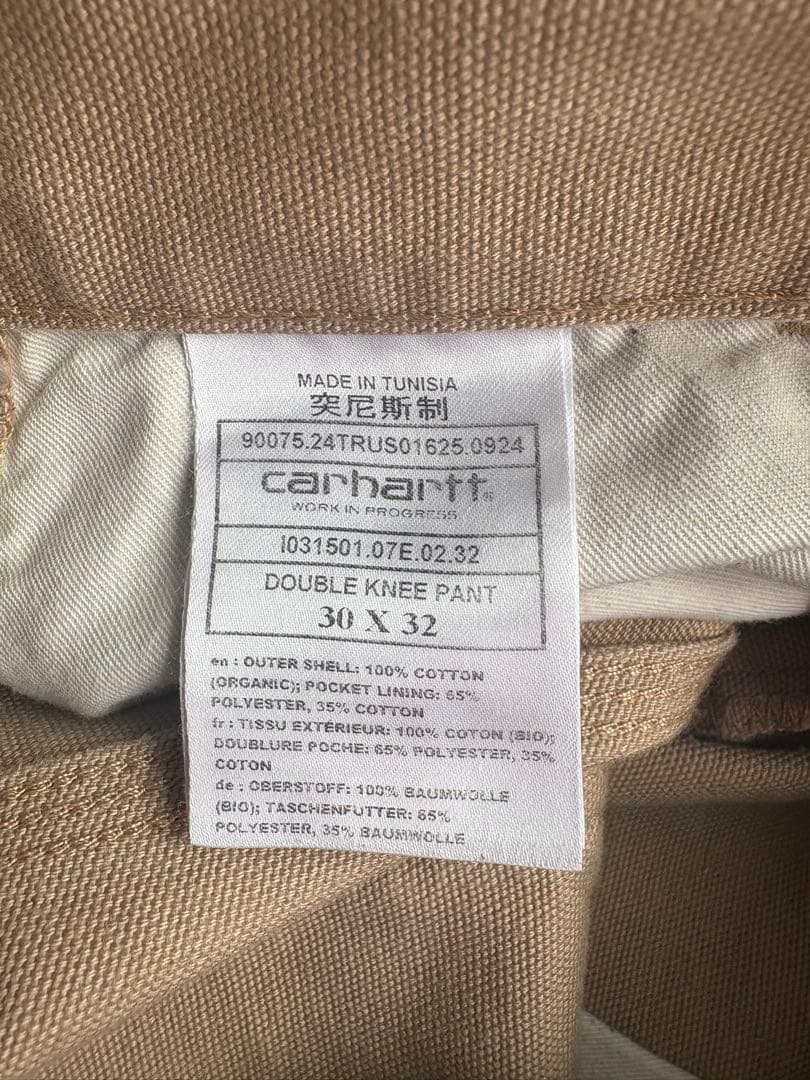 MADE IN TUNISIA
突尼斯制
90075.24TRUS01625.0924
carhartt®
WORK IN PROGRESS
I031501.07E.02.32
DOUBLE KNEE PANT
30 X 32
en : OUTER SHELL: 100% COTTON
(ORGANIC); POCKET LINING: 65%
POLYESTER, 35% COTTON
fr : TISSU EXTÉRIEUR: 100% COTON (BIO);
DOUBLURE POCHE: 65% POLYESTER, 35%
COTON
de : OBERSTOFF: 100% BAUMWOLLE
(BIO); TASCHENFUTTER: 65%
POLYESTER, 35% BAUMWOLLE